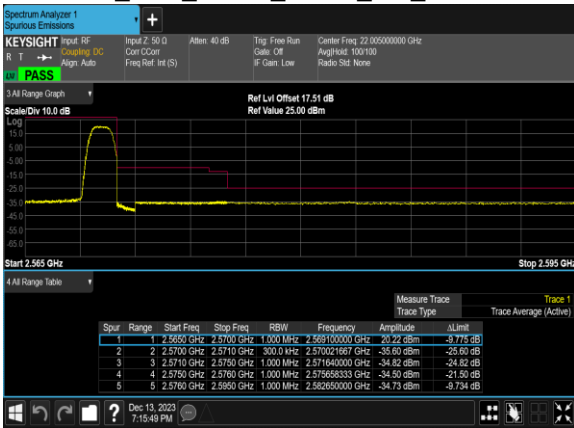 Spectrum Analyzer 1
Spurious Emissions
+
KEYSIGHT Input: RF
R T Coupling: DC
Align: Auto
LM PASS
Input Z: 50 Ω
Corr CCorr
Freq Ref: Int (S)
Atten: 40 dB
Trig: Free Run
Gate: Off
IF Gain: Low
Center Freq: 22.005000000 GHz
Avg|Hold: 100/100
Radio Std: None
3 All Range Graph
Ref Lvl Offset 17.51 dB
Scale/Div 10.0 dB Ref Value 25.00 dBm
Log
15.0
5.00
-5.00
-15.0
-25.0
-35.0
-45.0
-55.0
-65.0
Start 2.565 GHz Stop 2.595 GHz
4 All Range Table
Measure Trace Trace 1
Trace Type Trace Average (Active)
Spur Range Start Freq Stop Freq RBW Frequency Amplitude ΔLimit
1 1 2.5650 GHz 2.5700 GHz 1.000 MHz 2.569100000 GHz 20.22 dBm -9.775 dB
2 2 2.5700 GHz 2.5710 GHz 300.0 kHz 2.570021667 GHz -35.60 dBm -25.60 dB
3 3 2.5710 GHz 2.5750 GHz 1.000 MHz 2.571640000 GHz -34.82 dBm -24.82 dB
4 4 2.5750 GHz 2.5760 GHz 1.000 MHz 2.575658333 GHz -34.50 dBm -21.50 dB
5 5 2.5760 GHz 2.5950 GHz 1.000 MHz 2.582650000 GHz -34.73 dBm -9.734 dB
?
Dec 13, 2023
7:15:49 PM